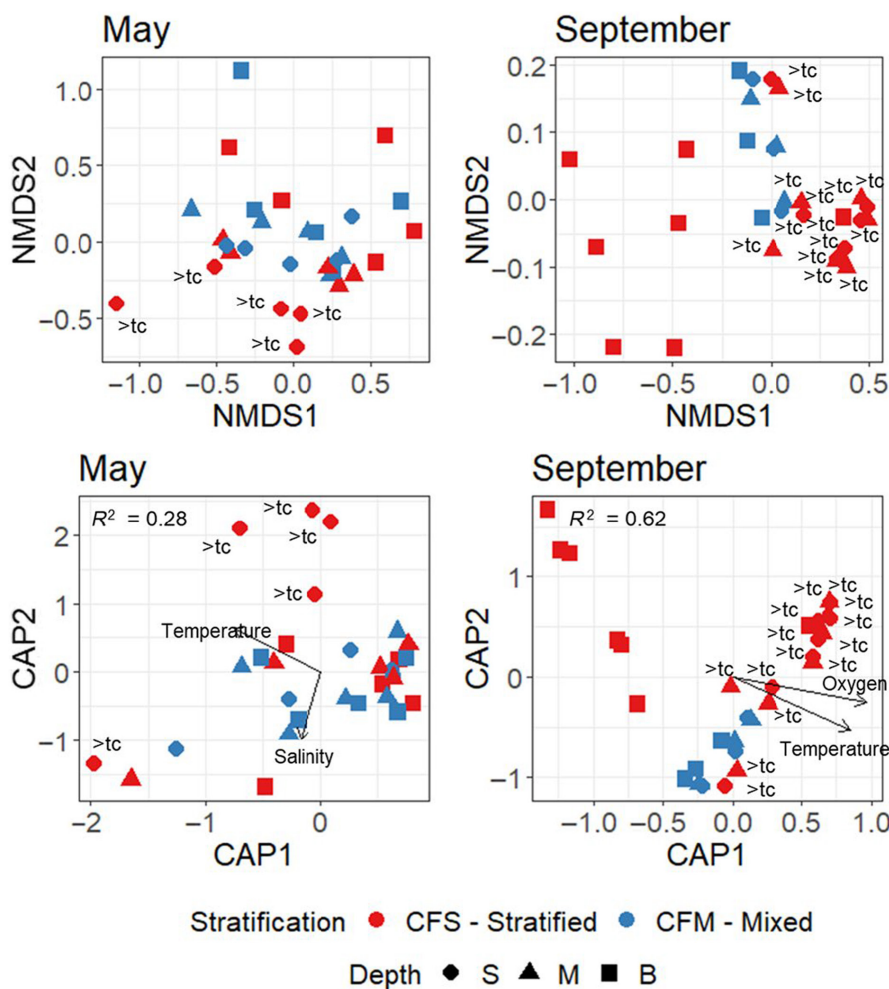 May
NMDS2
1.0
0.5
0.0
−0.5
>tc
>tc
>tc
>tc
−1.0 −0.5 0.0 0.5
NMDS1
September
NMDS2
0.2
0.1
0.0
−0.1
−0.2
>tc
>tc
>tc
>tc
>tc
>tc
>tc
>tc
>tc
>tc
>tc
>tc
>tc
−1.0 −0.5 0.0 0.5
NMDS1
May
R² = 0.28
CAP2
2
1
0
−1
>tc
>tc
>tc
>tc
Temperature
Salinity
>tc
−2 −1 0
CAP1
September
R² = 0.62
CAP2
1
0
−1
>tc
>tc
>tc
>tc
>tc
>tc
>tc
>tc
>tc
>tc
Oxygen
>tc
Temperature
>tc
>tc
−1.0 −0.5 0.0 0.5 1.0
CAP1
Stratification CFS - Stratified CFM - Mixed
Depth S M B